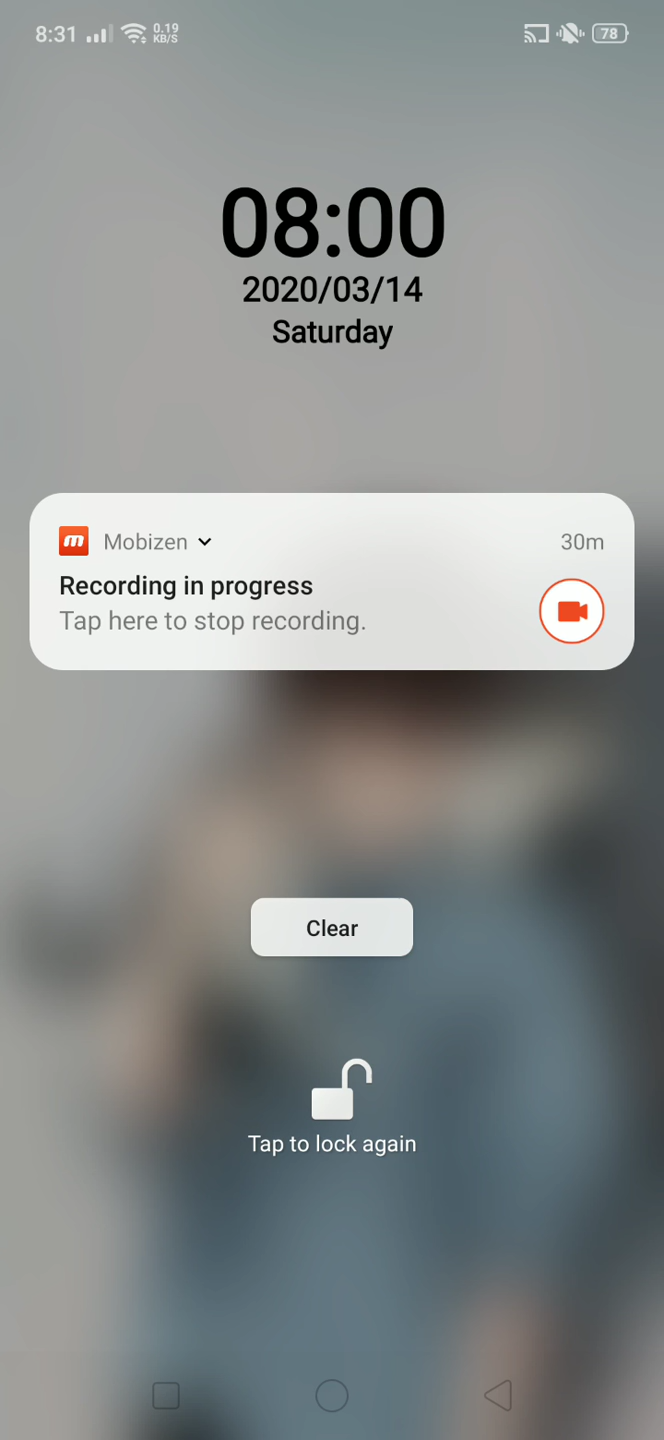 8:31 0.19 KB/S 78
08:00
2020/03/14
Saturday
m Mobizen 30m
Recording in progress
Tap here to stop recording.
Clear
Tap to lock again